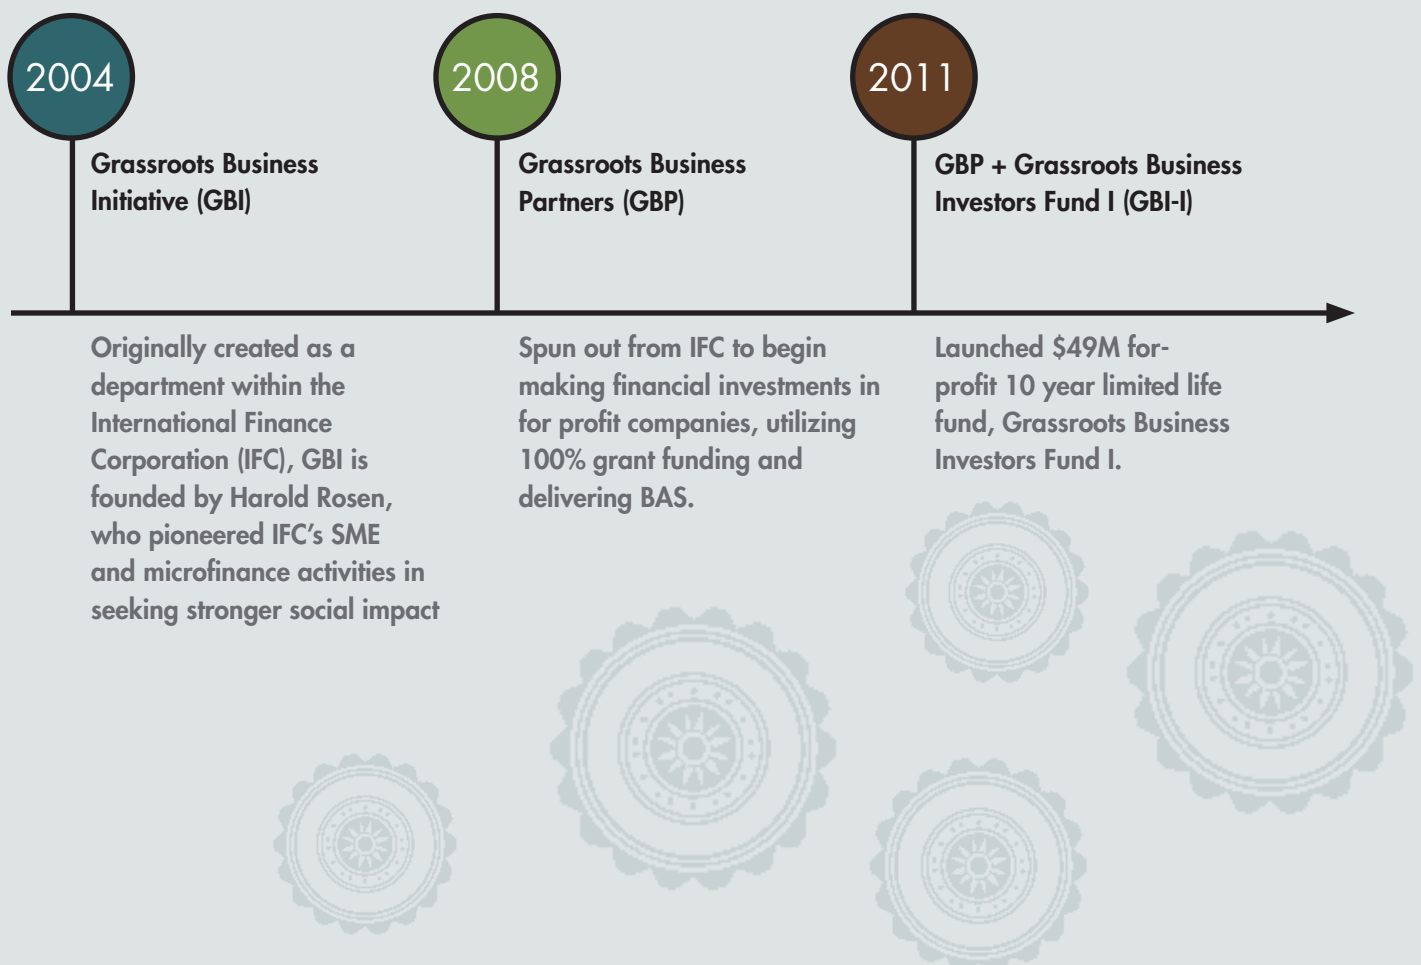 2004
Grassroots Business
Initiative (GBI)
Originally created as a
department within the
International Finance
Corporation (IFC), GBI is
founded by Harold Rosen,
who pioneered IFC’s SME
and microfinance activities in
seeking stronger social impact
2008
Grassroots Business
Partners (GBP)
Spun out from IFC to begin
making financial investments in
for profit companies, utilizing
100% grant funding and
delivering BAS.
2011
GBP + Grassroots Business
Investors Fund I (GBI-I)
Launched $49M for-
profit 10 year limited life
fund, Grassroots Business
Investors Fund I.